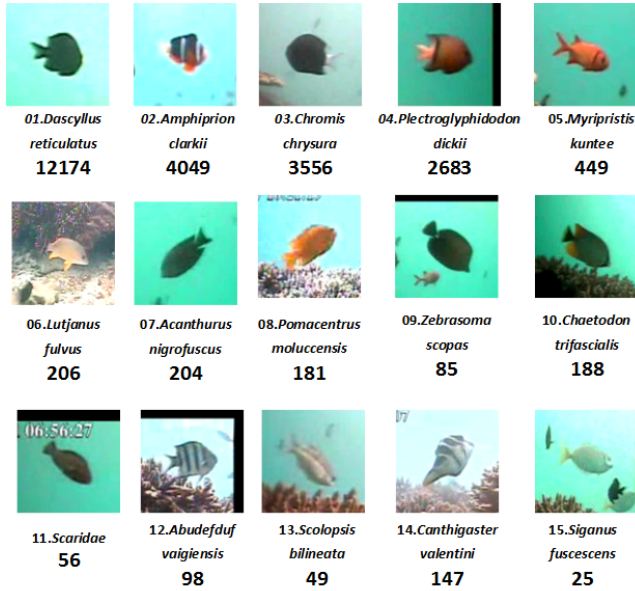 01.Dascyllus
reticulatus
12174
02.Amphiprion
clarkii
4049
03.Chromis
chrysura
3556
04.Plectroglyphidodon
dickii
2683
05.Myripristis
kuntee
449
06.Lutjanus
fulvus
206
07.Acanthurus
nigrofuscus
204
08.Pomacentrus
moluccensis
181
09.Zebrasoma
scopas
85
10.Chaetodon
trifascialis
188
06:56:27
11.Scaridae
56
12.Abudefduf
vaigiensis
98
13.Scolopsis
bilineata
49
14.Canthigaster
valentini
147
15.Siganus
fuscescens
25